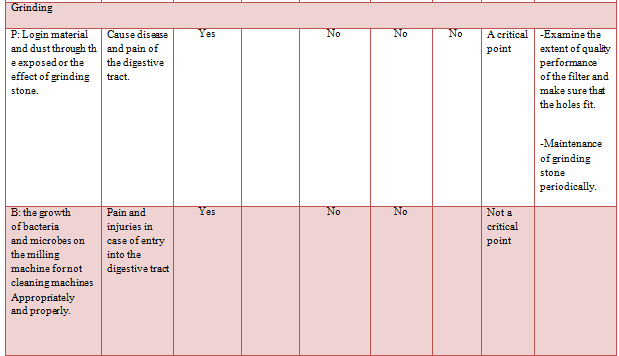 Grinding
P: Login material
and dust through th
e exposed or the
effect of grinding
stone.
Cause disease
and pain of
the digestive
tract.
Yes
No
No
No
A critical
point
-Examine the
extent of quality
performance
of the filter and
make sure that
the holes fit.
-Maintenance
of grinding
stone
periodically.
B: the growth
of bacteria
and microbes on
the milling
machine for not
cleaning machines
Appropriately
and properly.
Pain and
injuries in
case of entry
into the
digestive tract
Yes
No
No
Not a
critical
point